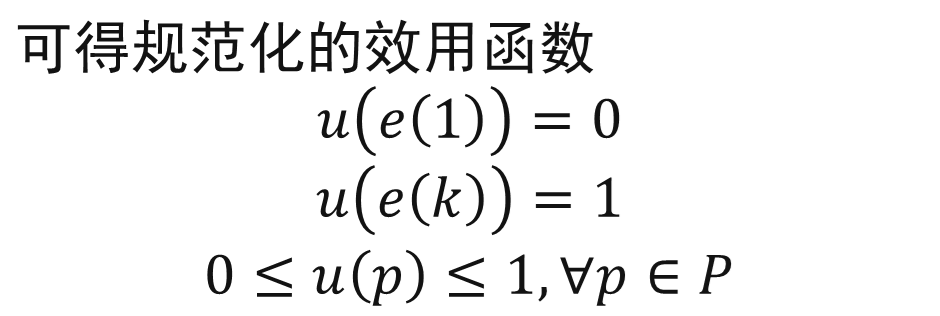 可得规范化的效用函数
u(e(1)) = 0
u(e(k)) = 1
0 ≤ u(p) ≤ 1, ∀p ∈ P